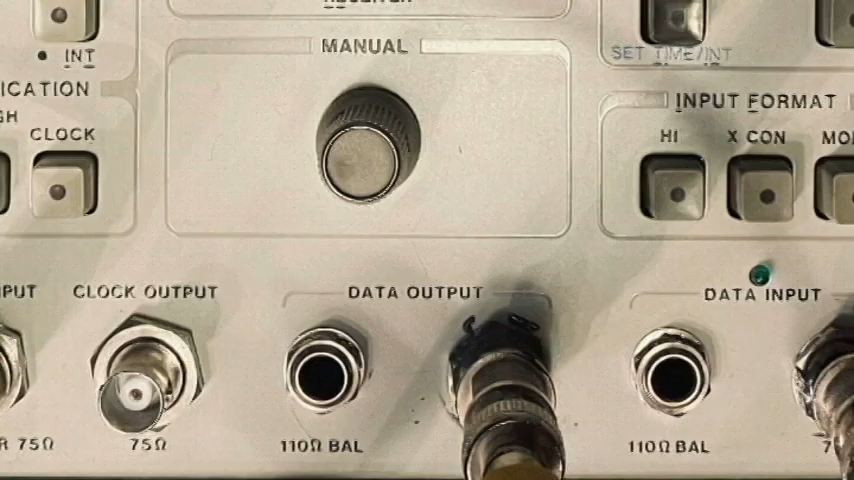 RECEIVER
MANUAL
INT
SET TIME/INT
ICATION
INPUT FORMAT
GH
CLOCK
HI
X CON
MO
PUT
CLOCK OUTPUT
DATA OUTPUT
DATA INPUT
R 75Ω
75Ω
110Ω BAL
110Ω BAL
7